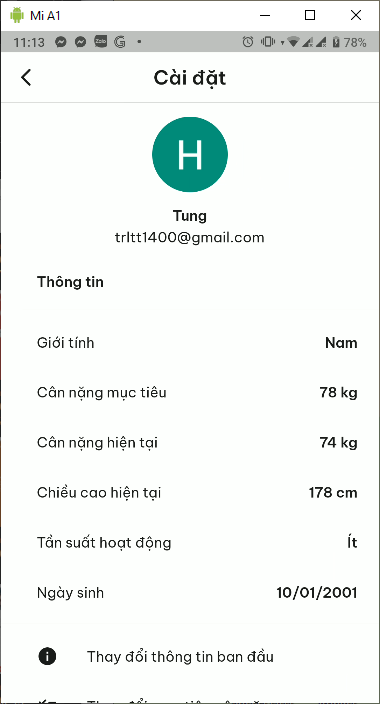 Mi A1
11:13 Zalo G 78%
Cài đặt
H
Tung
trltt1400@gmail.com
Thông tin
Giới tính Nam
Cân nặng mục tiêu 78 kg
Cân nặng hiện tại 74 kg
Chiều cao hiện tại 178 cm
Tần suất hoạt động Ít
Ngày sinh 10/01/2001
Thay đổi thông tin ban đầu